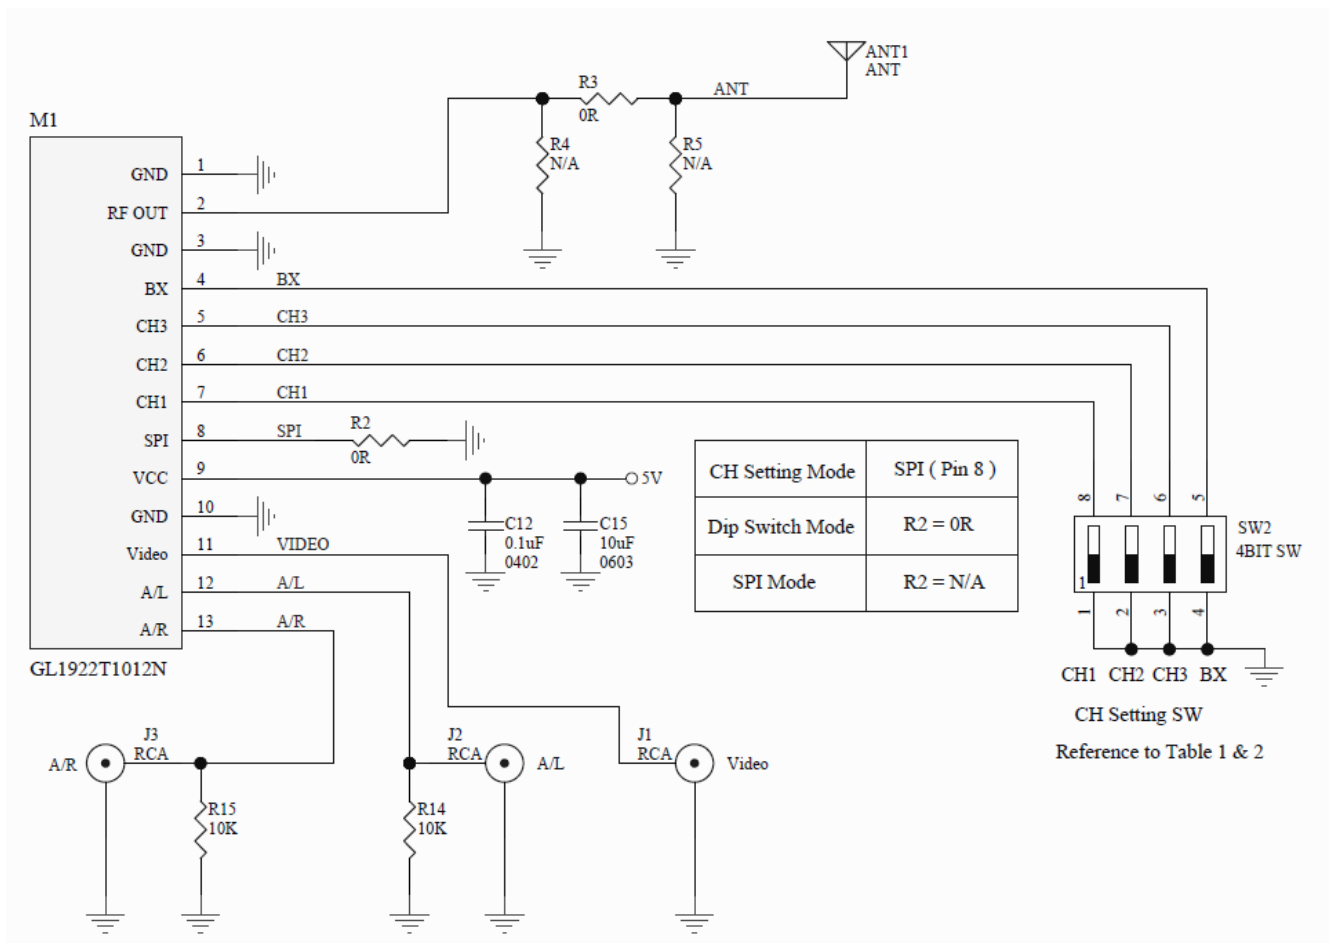 ANT1
ANT
R3
0R
ANT
R4
N/A
R5
N/A
M1
GND 1
RF OUT 2
GND 3
BX 4 BX
CH3 5 CH3
CH2 6 CH2
CH1 7 CH1
SPI 8 SPI
R2
0R
VCC 9
5V
GND 10
Video 11 VIDEO
A/L 12 A/L
A/R 13 A/R
GL1922T1012N
C12
0.1uF
0402
C15
10uF
0603
CH Setting Mode SPI ( Pin 8 )
Dip Switch Mode R2 = 0R
SPI Mode R2 = N/A
8 7 6 5
SW2
4BIT SW
1
1 2 3 4
CH1 CH2 CH3 BX
CH Setting SW
Reference to Table 1 & 2
J3
RCA
A/R
R15
10K
J2
RCA
A/L
R14
10K
J1
RCA
Video